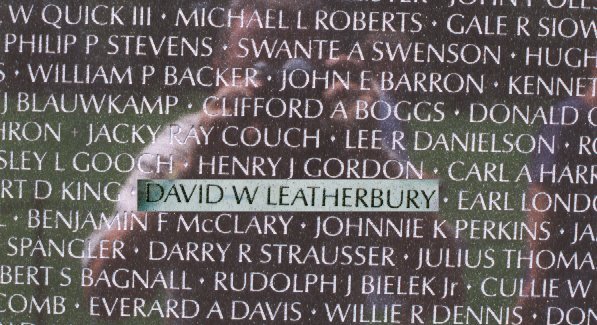 W QUICK III · MICHAEL L ROBERTS · GALE R SIOW
PHILIP P STEVENS · SWANTE A SWENSON · HUGH
· WILLIAM P BACKER · JOHN E BARRON · KENNET
J BLAUWKAMP · CLIFFORD A BOGGS · DONALD
HRON · JACKY RAY COUCH · LEE R DANIELSON ·
SLEY L GOOCH · HENRY J GORDON · CARL A HARR
RT D KING · DAVID W LEATHERBURY · EARL LONDO
· BENJAMIN F McCLARY · JOHNNIE K PERKINS · JA
SPANGLER · DARRY R STRAUSSER · JULIUS THOMA
BERT S BAGNALL · RUDOLPH J BIELEK Jr · CULLIE W
COMB · EVERARD A DAVIS · WILLIE R DENNIS · DON